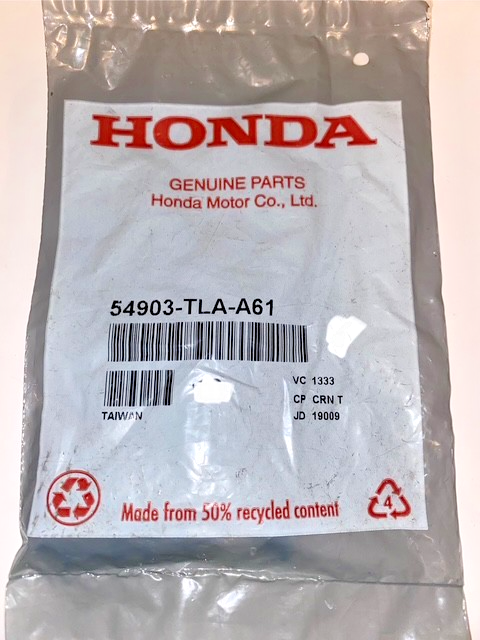 HONDA
GENUINE PARTS
Honda Motor Co., Ltd.
54903-TLA-A61
VC 1333
CP CRN T
TAIWAN JD 19009
Made from 50% recycled content
4